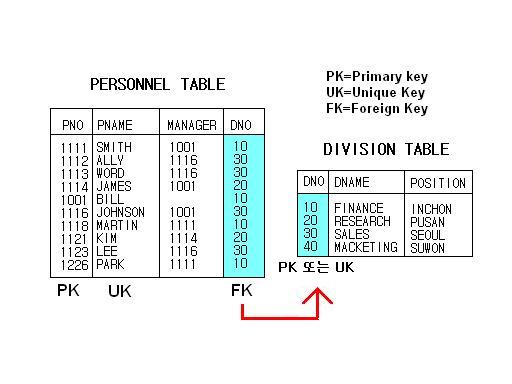 PK=Primary key
UK=Unique Key
FK=Foreign Key
PERSONNEL TABLE
PNO PNAME MANAGER DNO
1111 SMITH 1001 10
1112 ALLY 1116 30
1113 WORD 1116 30
1114 JAMES 1001 20
1001 BILL 10
1116 JOHNSON 1001 30
1118 MARTIN 1111 10
1121 KIM 1114 20
1123 LEE 1116 30
1226 PARK 1111 10
PK UK FK
DIVISION TABLE
DNO DNAME POSITION
10 FINANCE INCHON
20 RESEARCH PUSAN
30 SALES SEOUL
40 MACKETING SUWON
PK 또는 UK